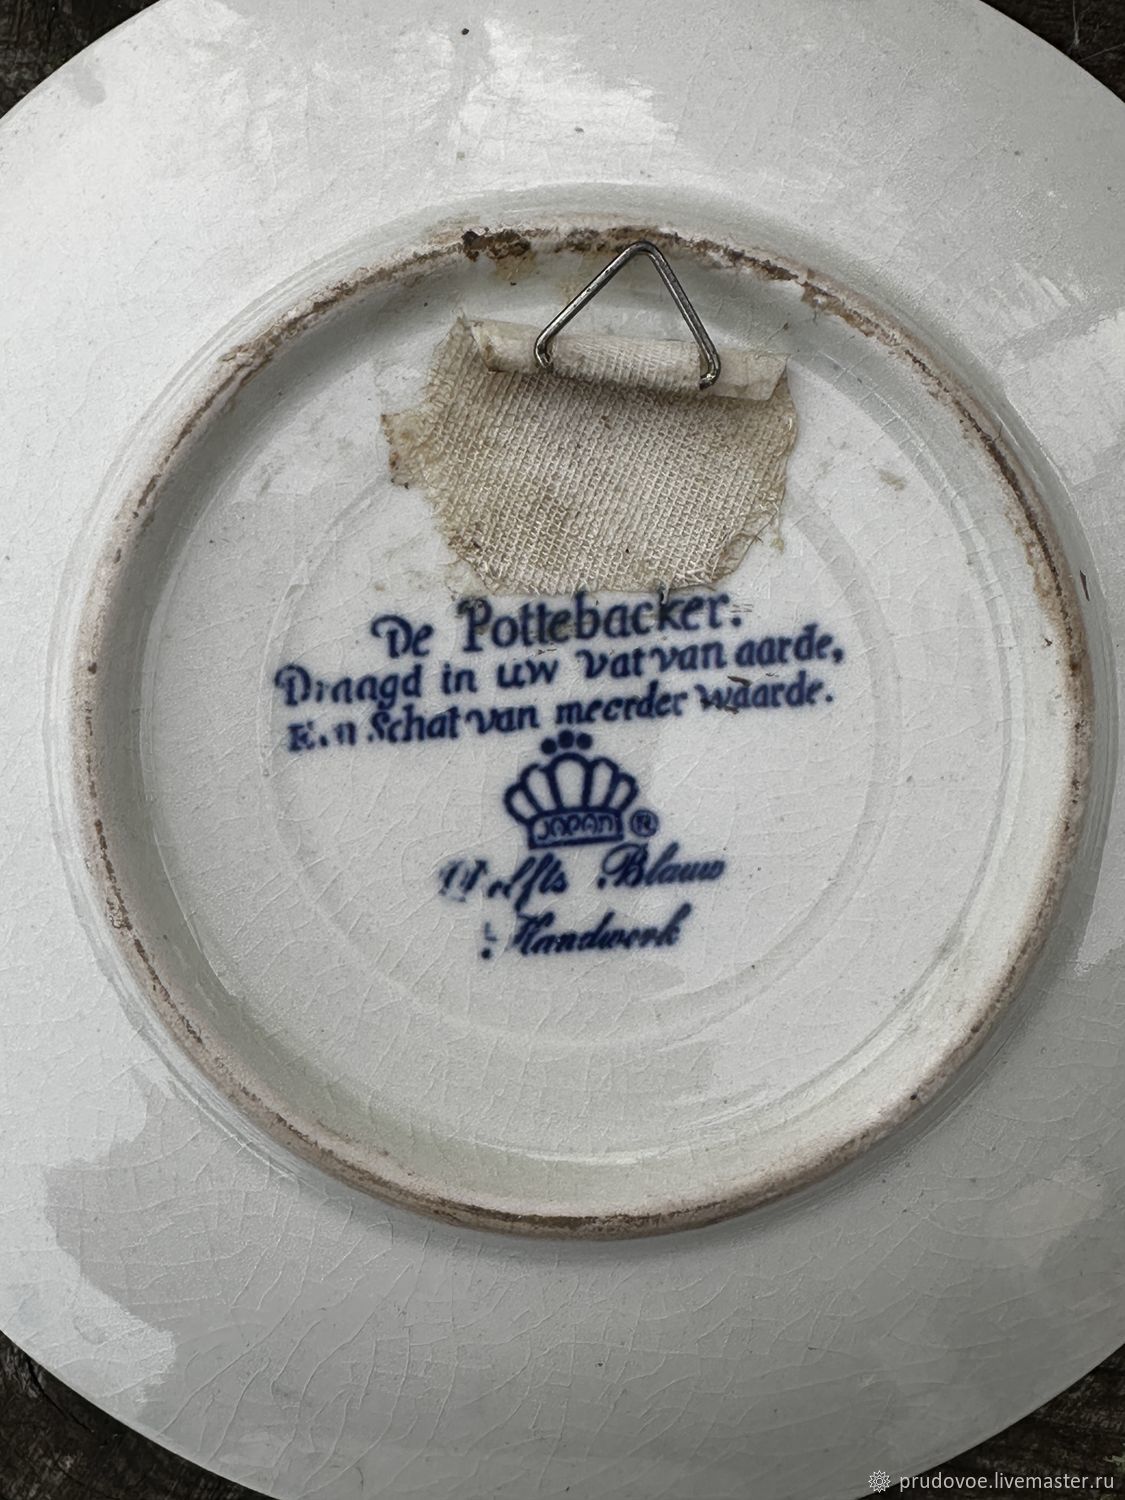 De Pottebacker.
Draagd in uw Vat van aarde,
Een Schat van meerder waarde.
JAPAN ®
Delfts Blauw
Handwerk
prudovoe.livemaster.ru